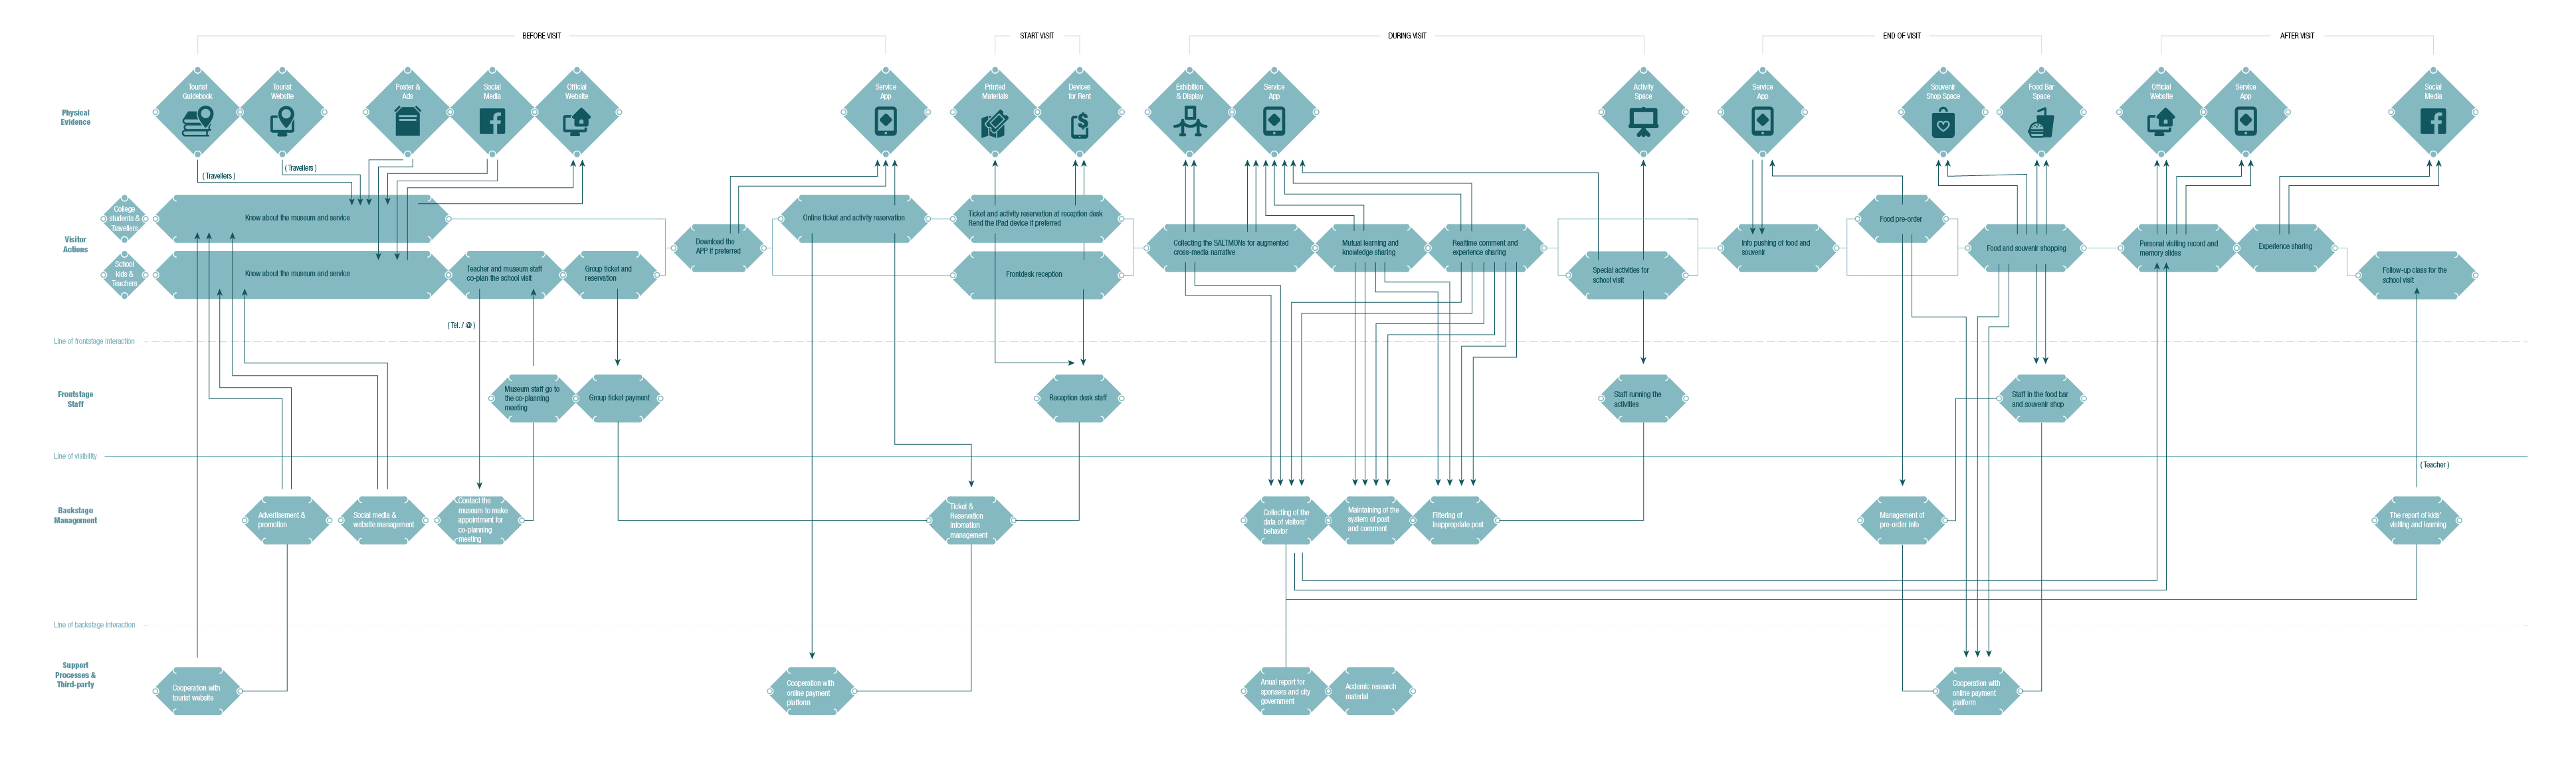 BEFORE VISIT
START VISIT
DURING VISIT
END OF VISIT
AFTER VISIT
Physical
Evidence
Tourist
Guidebook
Tourist
Website
Poster &
Ads
Social
Media
Official
Website
Service
App
Printed
Materials
Devices
for Rent
Exhibition
& Display
Service
App
Activity
Space
Service
App
Souvenir
Shop Space
Food Bar
Space
Official
Website
Service
App
Social
Media
( Travellers )
( Travellers )
Visitor
Actions
College
students &
Travellers
School
kids &
Teachers
Know about the museum and service
Know about the museum and service
Teacher and museum staff
co-plan the school visit
Group ticket and
reservation
Download the
APP if preferred
Online ticket and activity reservation
Ticket and activity reservation at reception desk
Rend the iPad device if preferred
Frontdesk reception
Collecting the SALTMONs for augmented
cross-media narrative
Mutual learning and
knowledge sharing
Realtime comment and
experience sharing
Special activities for
school visit
Info pushing of food and
souvenir
Food pre-order
Food and souvenir shopping
Personal visiting record and
memory slides
Experience sharing
Follow-up class for the
school visit
( Tel. / @ )
Line of frontstage interaction
Frontstage
Staff
Museum staff go to
the co-planning
meeting
Group ticket payment
Reception desk staff
Staff running the
activities
Staff in the food bar
and souvenir shop
Line of visibility
( Teacher )
Backstage
Management
Advertisement &
promotion
Social media &
website management
Contact the
museum to make
appointment for
co-planning
meeting
Ticket &
Reservation
Infomation
management
Collecting of the
data of visitors'
behavior
Maintaining of the
system of post
and comment
Filtering of
inappropriate post
Management of
pre-order info
The report of kids'
visiting and learning
Line of backstage interaction
Support
Processes &
Third-party
Cooperation with
tourist website
Cooperation with
online payment
platform
Anual report for
sponsers and city
government
Acdemic research
material
Cooperation with
online payment
platform